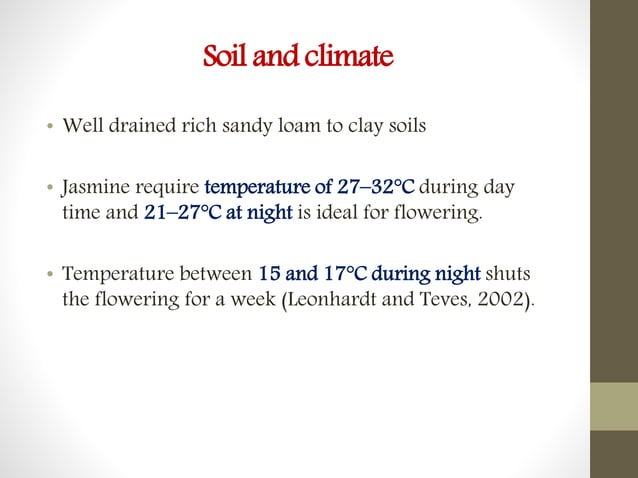 Soil and climate
• Well drained rich sandy loam to clay soils
• Jasmine require temperature of 27–32°C during day
time and 21–27°C at night is ideal for flowering.
• Temperature between 15 and 17°C during night shuts
the flowering for a week (Leonhardt and Teves, 2002).